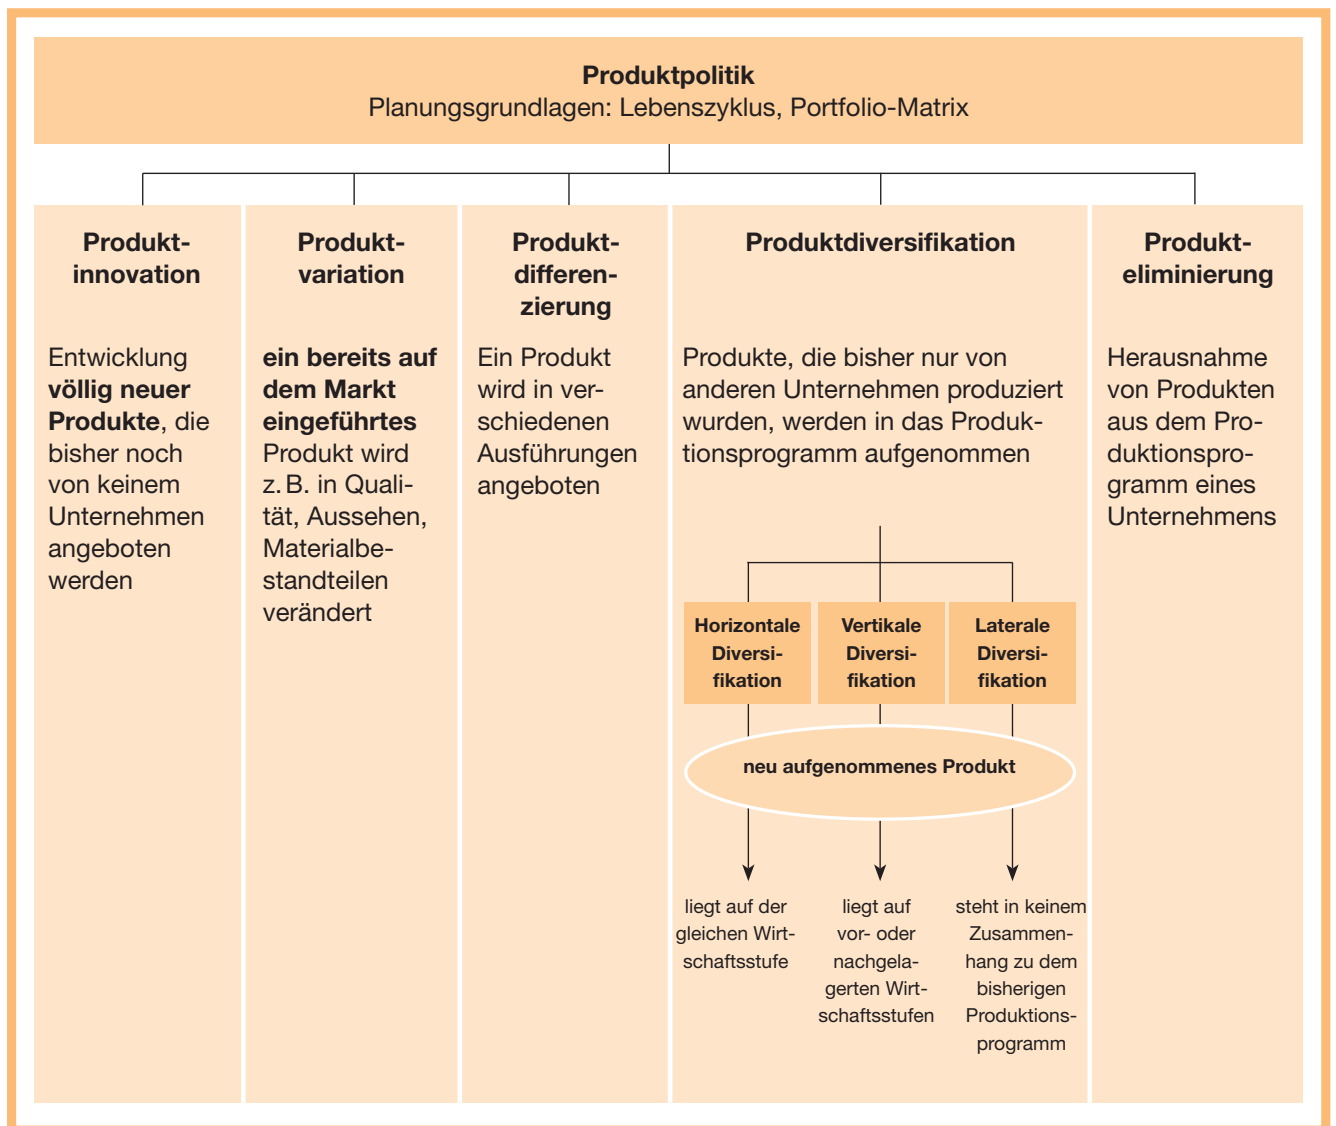 Produktpolitik
Planungsgrundlagen: Lebenszyklus, Portfolio-Matrix
Produkt-
innovation
Entwicklung
völlig neuer
Produkte, die
bisher noch
von keinem
Unternehmen
angeboten
werden
Produkt-
variation
ein bereits auf
dem Markt
eingeführtes
Produkt wird
z. B. in Quali-
tät, Aussehen,
Materialbe-
standteilen
verändert
Produkt-
differen-
zierung
Ein Produkt
wird in ver-
schiedenen
Ausführungen
angeboten
Produktdiversifikation
Produkte, die bisher nur von
anderen Unternehmen produziert
wurden, werden in das Produk-
tionsprogramm aufgenommen
Horizontale
Diversi-
fikation
Vertikale
Diversi-
fikation
Laterale
Diversi-
fikation
neu aufgenommenes Produkt
liegt auf der
gleichen Wirt-
schaftsstufe
liegt auf
vor- oder
nachgela-
gerten Wirt-
schaftsstufen
steht in keinem
Zusammen-
hang zu dem
bisherigen
Produktions-
programm
Produkt-
eliminierung
Herausnahme
von Produkten
aus dem Pro-
duktionspro-
gramm eines
Unternehmens